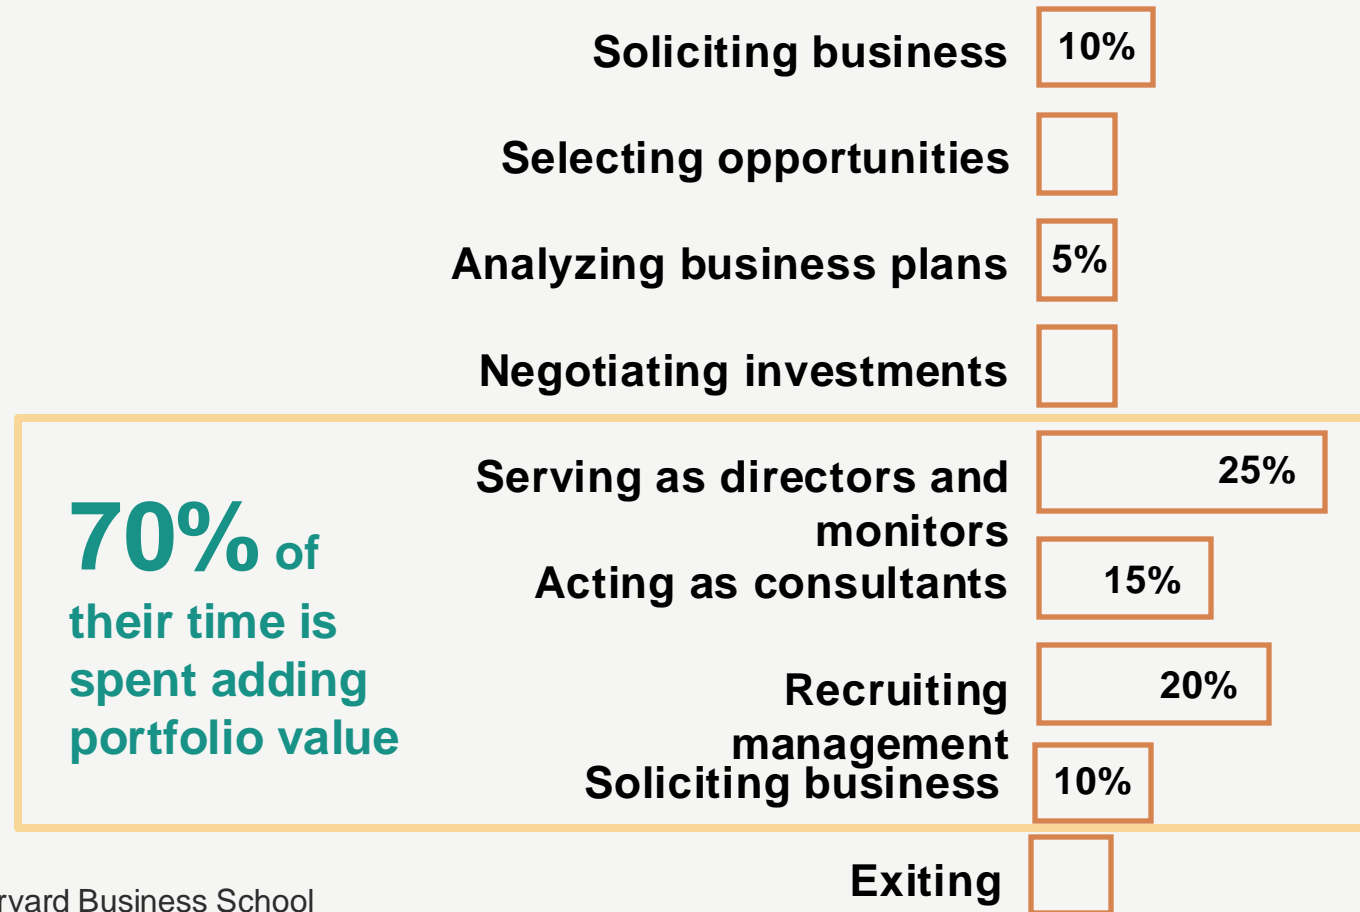 Soliciting business 10%
Selecting opportunities
Analyzing business plans 5%
Negotiating investments
Serving as directors and 25%
monitors
Acting as consultants 15%
Recruiting 20%
management
Soliciting business 10%
70% of
their time is
spent adding
portfolio value
Exiting
Business School